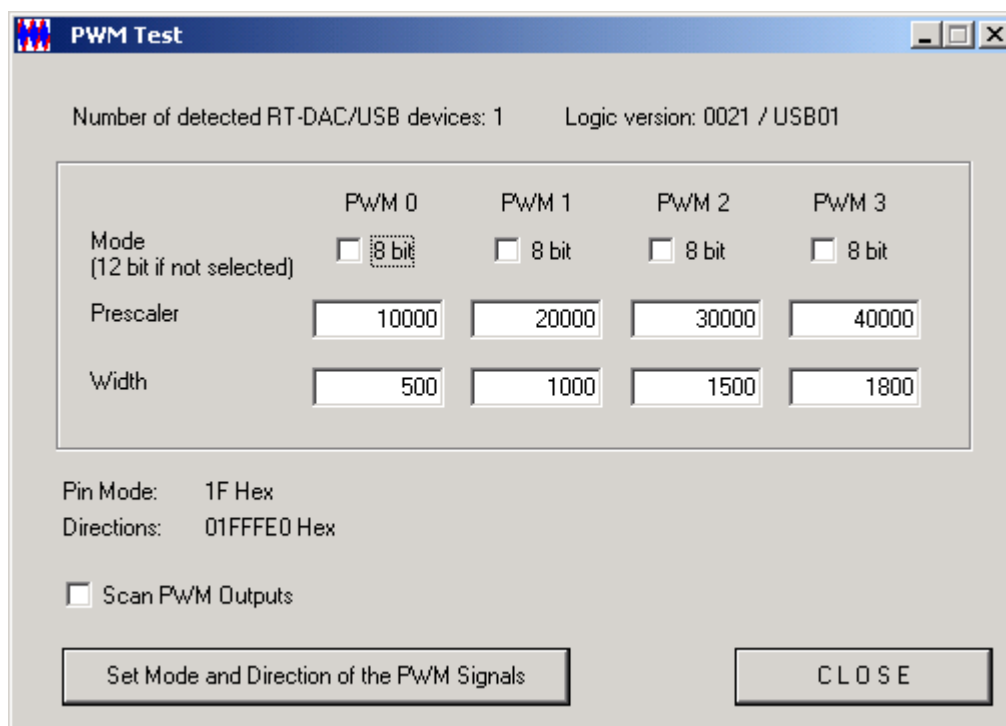 PWM Test
Number of detected RT-DAC/USB devices: 1 Logic version: 0021 / USB01
PWM 0 PWM 1 PWM 2 PWM 3
Mode
(12 bit if not selected) 8 bit 8 bit 8 bit 8 bit
Prescaler 10000 20000 30000 40000
Width 500 1000 1500 1800
Pin Mode: 1F Hex
Directions: 01FFFE0 Hex
Scan PWM Outputs
Set Mode and Direction of the PWM Signals C L O S E